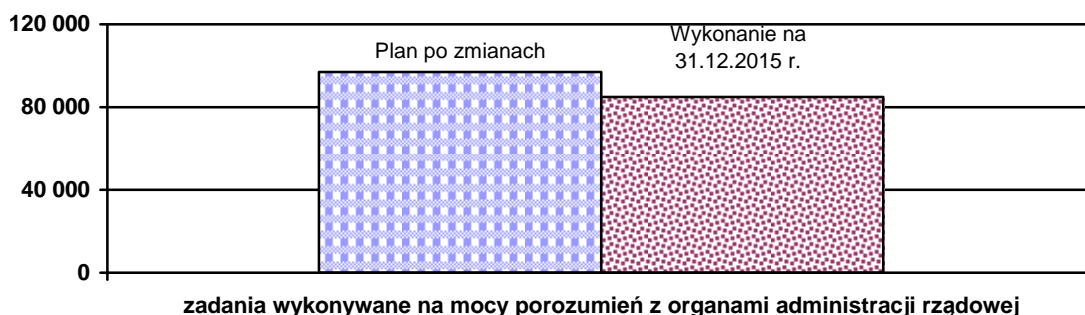 120 000
80 000
40 000
0
Plan po zmianach
Wykonanie na
31.12.2015 r.
zadania wykonywane na mocy porozumień z organami administracji rządowej